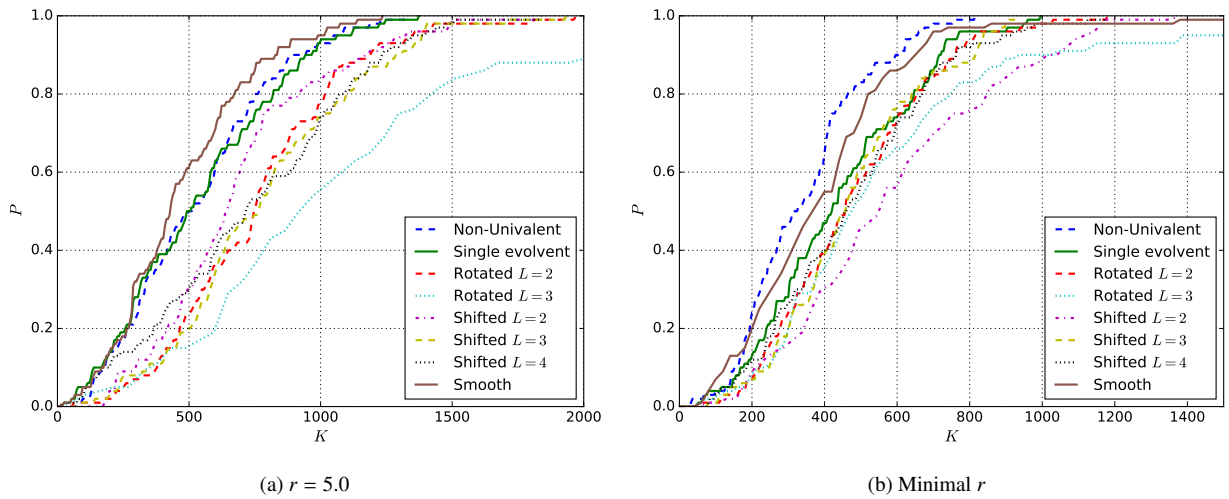 1.0
0.8
0.6
0.4
0.2
0.0
P
0 500 1000 1500 2000
K
Non-Univalent
Single evolvent
Rotated L = 2
Rotated L = 3
Shifted L = 2
Shifted L = 3
Shifted L = 4
Smooth
(a) r = 5.0
1.0
0.8
0.6
0.4
0.2
0.0
P
0 200 400 600 800 1000 1200 1400
K
Non-Univalent
Single evolvent
Rotated L = 2
Rotated L = 3
Shifted L = 2
Shifted L = 3
Shifted L = 4
Smooth
(b) Minimal r